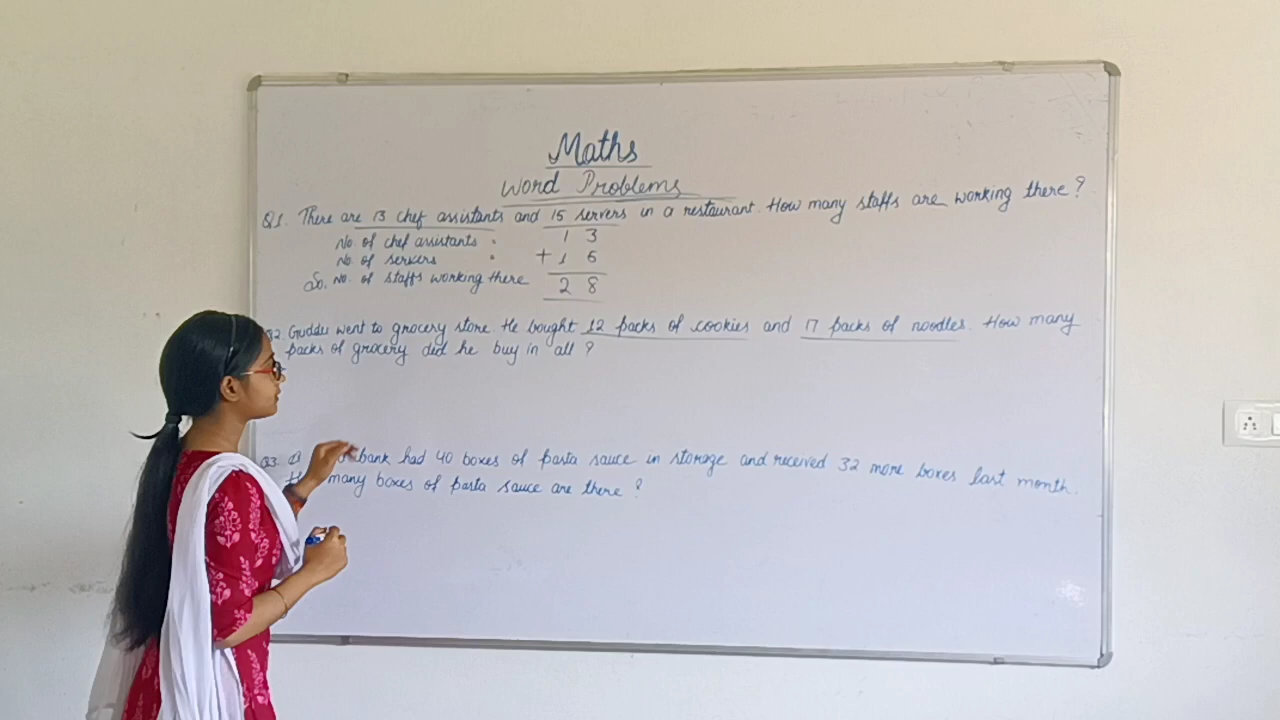 Maths
Word Problems
Q1. There are 13 chef assistants and 15 servers in a restaurant. How many staffs are working there?
No. of chef assistants : 1 3
No. of servers : + 1 5
So, No. of staffs working there 2 8
Q2. Guddu went to grocery store. He bought 12 packs of cookies and 17 packs of noodles. How many
packs of grocery did he buy in all ?
Q3. bank had 40 boxes of pasta sauce in storage and received 32 more boxes last month.
many boxes of pasta sauce are there ?